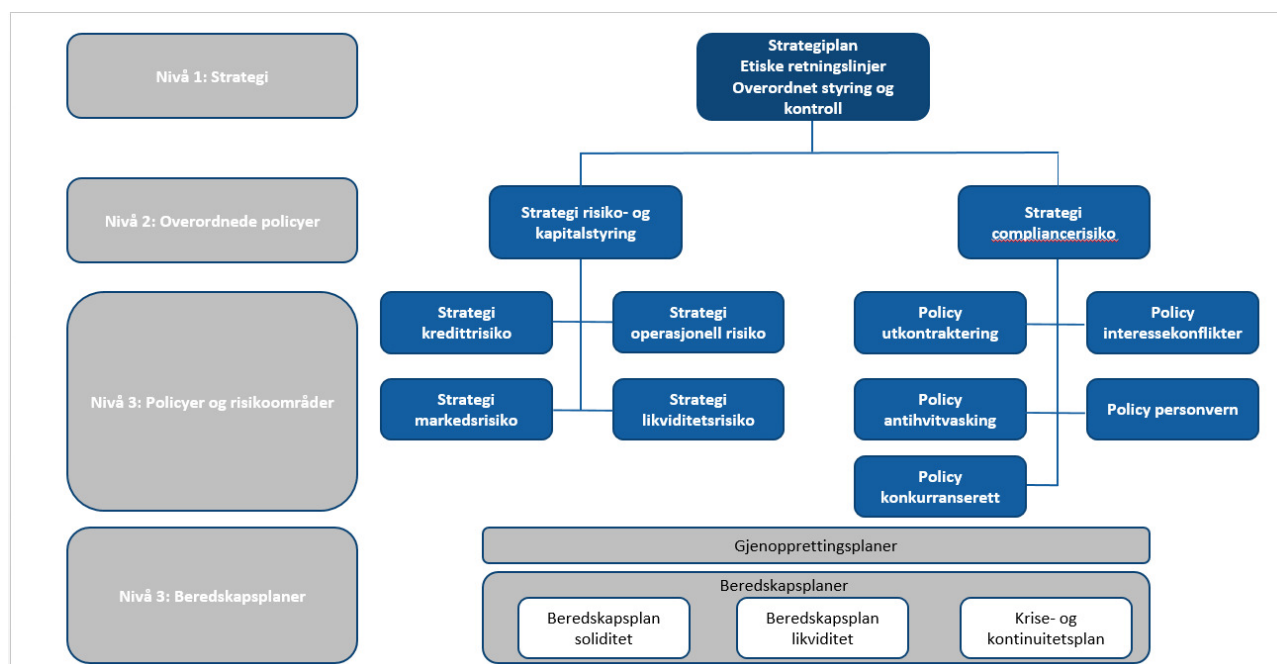 Nivå 1: Strategi
Strategiplan
Etiske retningslinjer
Overordnet styring og
kontroll
Nivå 2: Overordnede policyer
Strategi risiko- og
kapitalstyring
Strategi
compliancerisiko
Nivå 3: Policyer og risikoområder
Strategi
kredittrisiko
Strategi
operasjonell risiko
Policy
utkontraktering
Policy
interessekonflikter
Strategi
markedsrisiko
Strategi
likviditetsrisiko
Policy
antihvitvasking
Policy personvern
Policy
konkurranserett
Nivå 3: Beredskapsplaner
Gjenopprettingsplaner
Beredskapsplaner
Beredskapsplan
soliditet
Beredskapsplan
likviditet
Krise- og
kontinuitetsplan